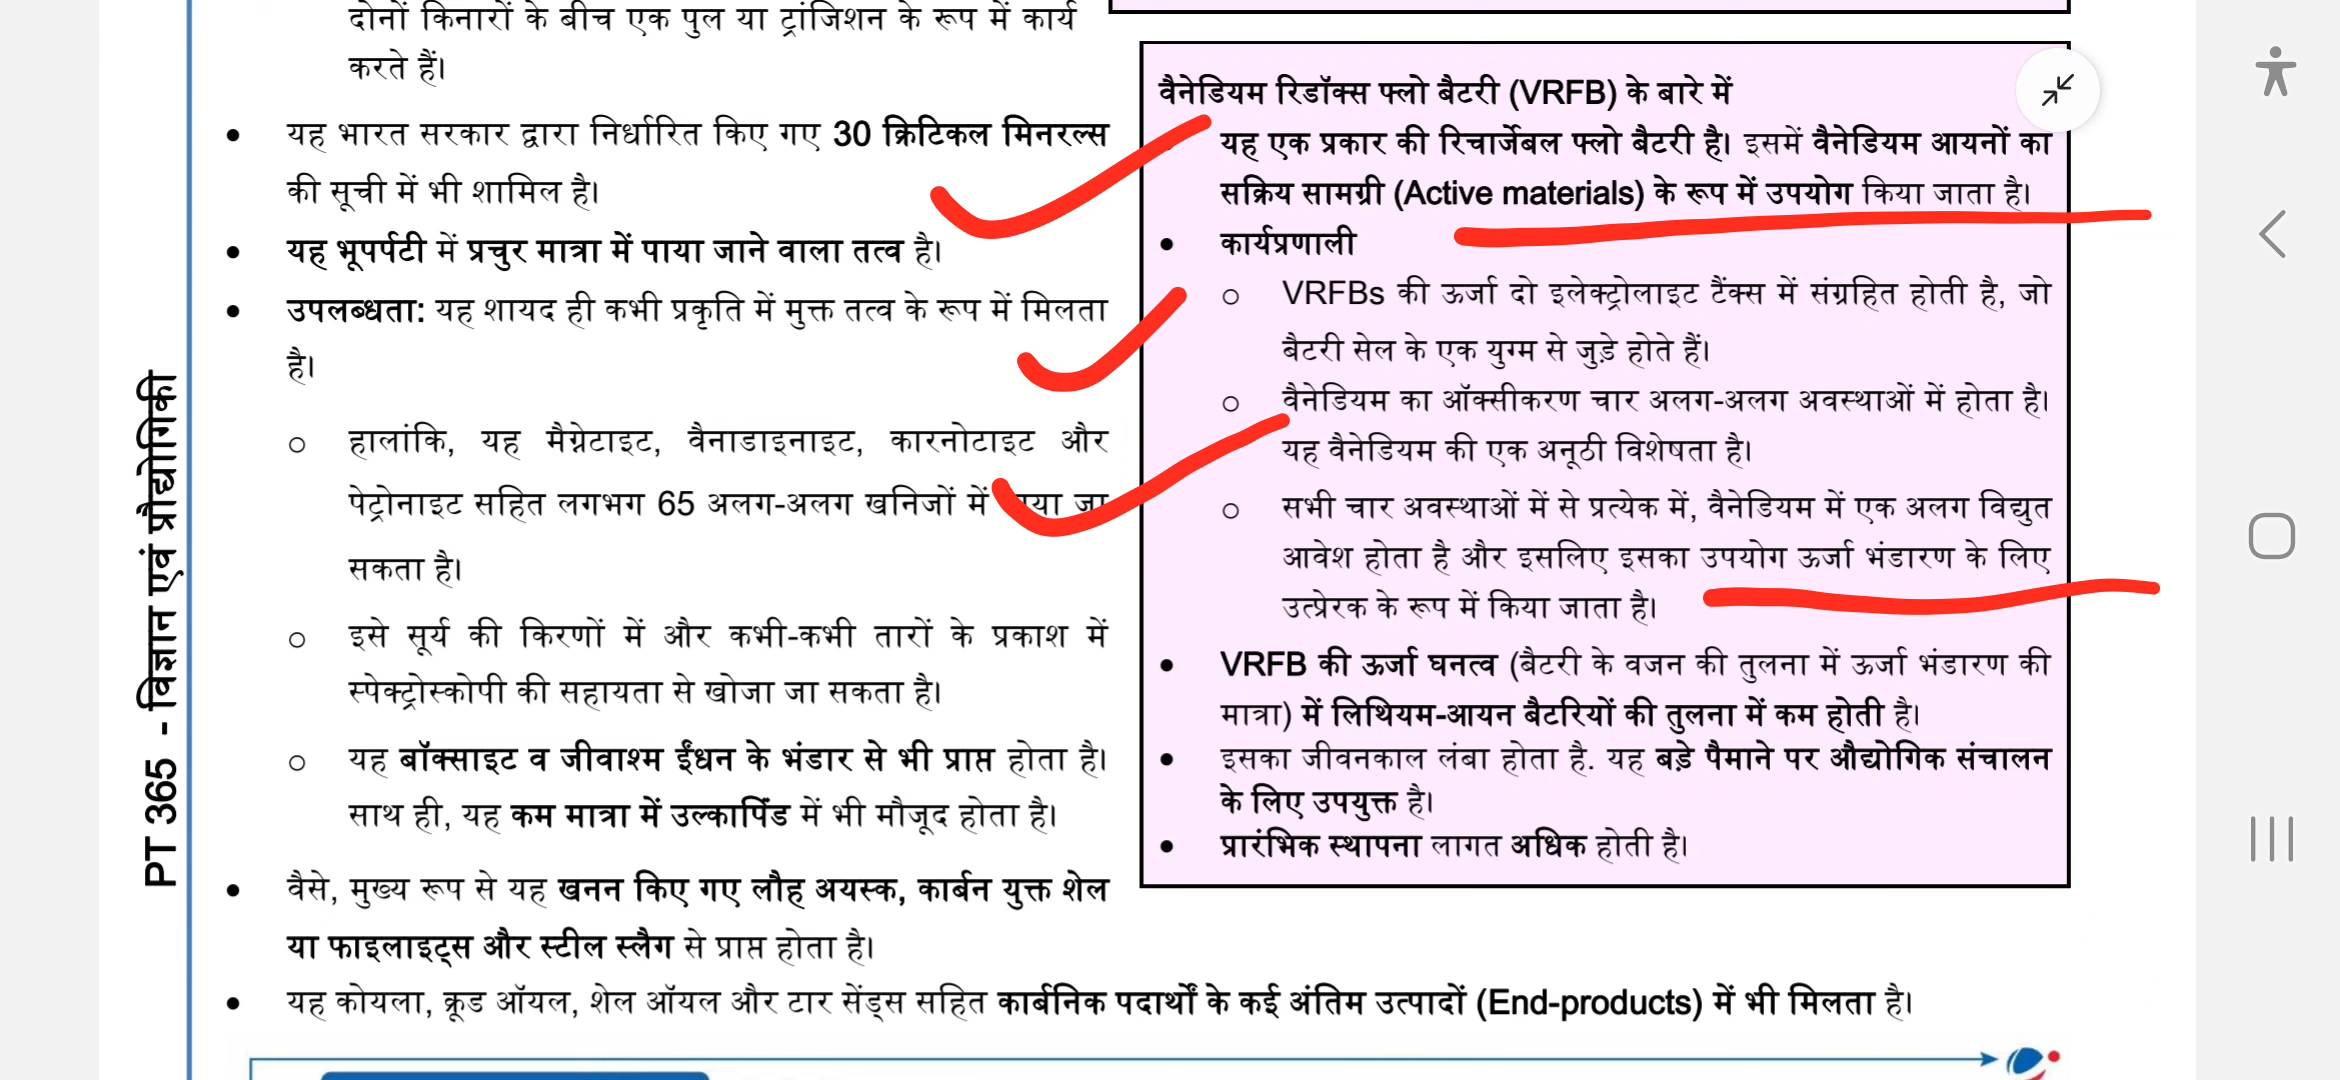 दोनों किनारों के बीच एक पुल या ट्रांजिशन के रूप में कार्य
करते हैं।
• यह भारत सरकार द्वारा निर्धारित किए गए 30 क्रिटिकल मिनरल्स
की सूची में भी शामिल है।
• यह भूपर्पटी में प्रचुर मात्रा में पाया जाने वाला तत्व है।
• उपलब्धता: यह शायद ही कभी प्रकृति में मुक्त तत्व के रूप में मिलता
है।
○ हालांकि, यह मैग्नेटाइट, वैनाडाइनाइट, कारनोटाइट और
पेट्रोनाइट सहित लगभग 65 अलग-अलग खनिजों में जा
सकता है।
○ इसे सूर्य की किरणों में और कभी-कभी तारों के प्रकाश में
स्पेक्ट्रोस्कोपी की सहायता से खोजा जा सकता है।
○ यह बॉक्साइट व जीवाश्म ईंधन के भंडार से भी प्राप्त होता है।
साथ ही, यह कम मात्रा में उल्कापिंड में भी मौजूद होता है।
• वैसे, मुख्य रूप से यह खनन किए गए लौह अयस्क, कार्बन युक्त शेल
या फाइलाइट्स और स्टील स्लैग से प्राप्त होता है।
• यह कोयला, क्रूड ऑयल, शेल ऑयल और टार सेंड्स सहित कार्बनिक पदार्थों के कई अंतिम उत्पादों (End-products) में भी मिलता है।
वैनेडियम रिडॉक्स फ्लो बैटरी (VRFB) के बारे में
यह एक प्रकार की रिचार्जेबल फ्लो बैटरी है। इसमें वैनेडियम आयनों का
सक्रिय सामग्री (Active materials) के रूप में उपयोग किया जाता है।
• कार्यप्रणाली
○ VRFBs की ऊर्जा दो इलेक्ट्रोलाइट टैंक्स में संग्रहित होती है, जो
बैटरी सेल के एक युग्म से जुड़े होते हैं।
○ वैनेडियम का ऑक्सीकरण चार अलग-अलग अवस्थाओं में होता है।
यह वैनेडियम की एक अनूठी विशेषता है।
○ सभी चार अवस्थाओं में से प्रत्येक में, वैनेडियम में एक अलग विद्युत
आवेश होता है और इसलिए इसका उपयोग ऊर्जा भंडारण के लिए
उत्प्रेरक के रूप में किया जाता है।
• VRFB की ऊर्जा घनत्व (बैटरी के वजन की तुलना में ऊर्जा भंडारण की
मात्रा) में लिथियम-आयन बैटरियों की तुलना में कम होती है।
• इसका जीवनकाल लंबा होता है. यह बड़े पैमाने पर औद्योगिक संचालन
के लिए उपयुक्त है।
• प्रारंभिक स्थापना लागत अधिक होती है।
PT 365 - विज्ञान एवं प्रौद्योगिकी